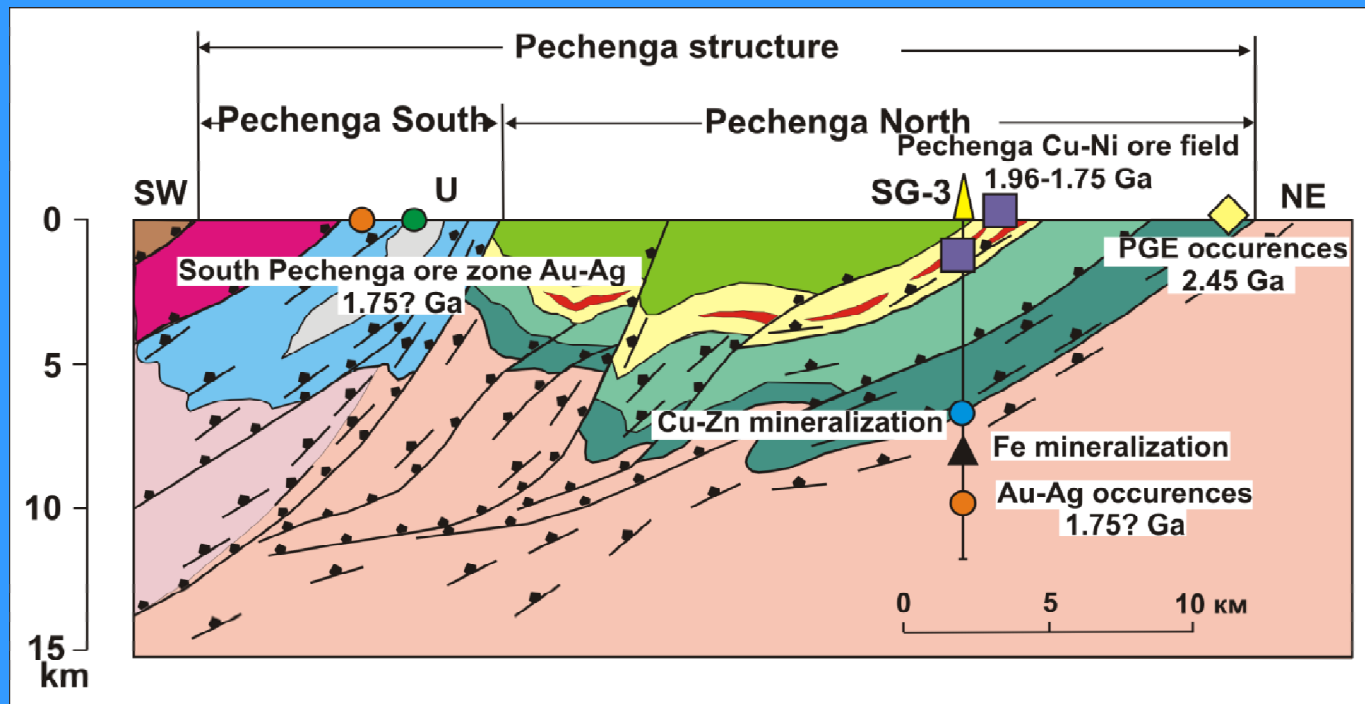 Pechenga structure
Pechenga South
Pechenga North
Pechenga Cu-Ni ore field
1.96-1.75 Ga
SW
U
SG-3
NE
0
South Pechenga ore zone Au-Ag
1.75? Ga
PGE occurences
2.45 Ga
5
Cu-Zn mineralization
Fe mineralization
10
Au-Ag occurences
1.75? Ga
0 5 10 км
15
km